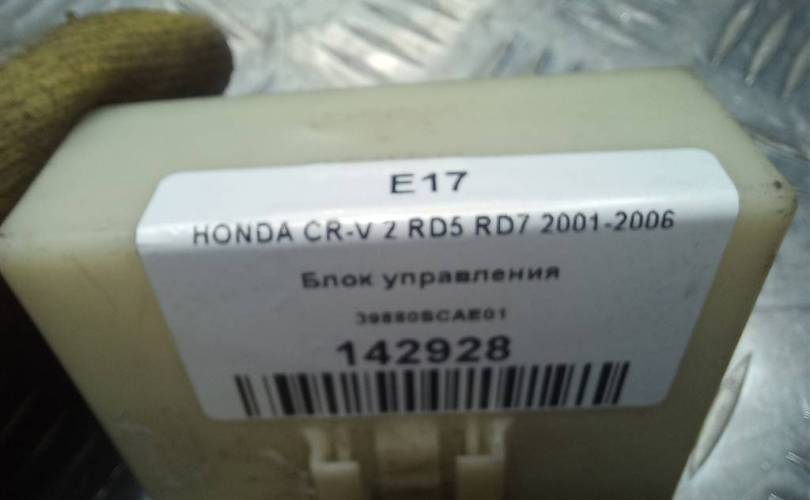 E17
HONDA CR-V 2 RD5 RD7 2001-2006
Блок управления
39880SCAE01
142928